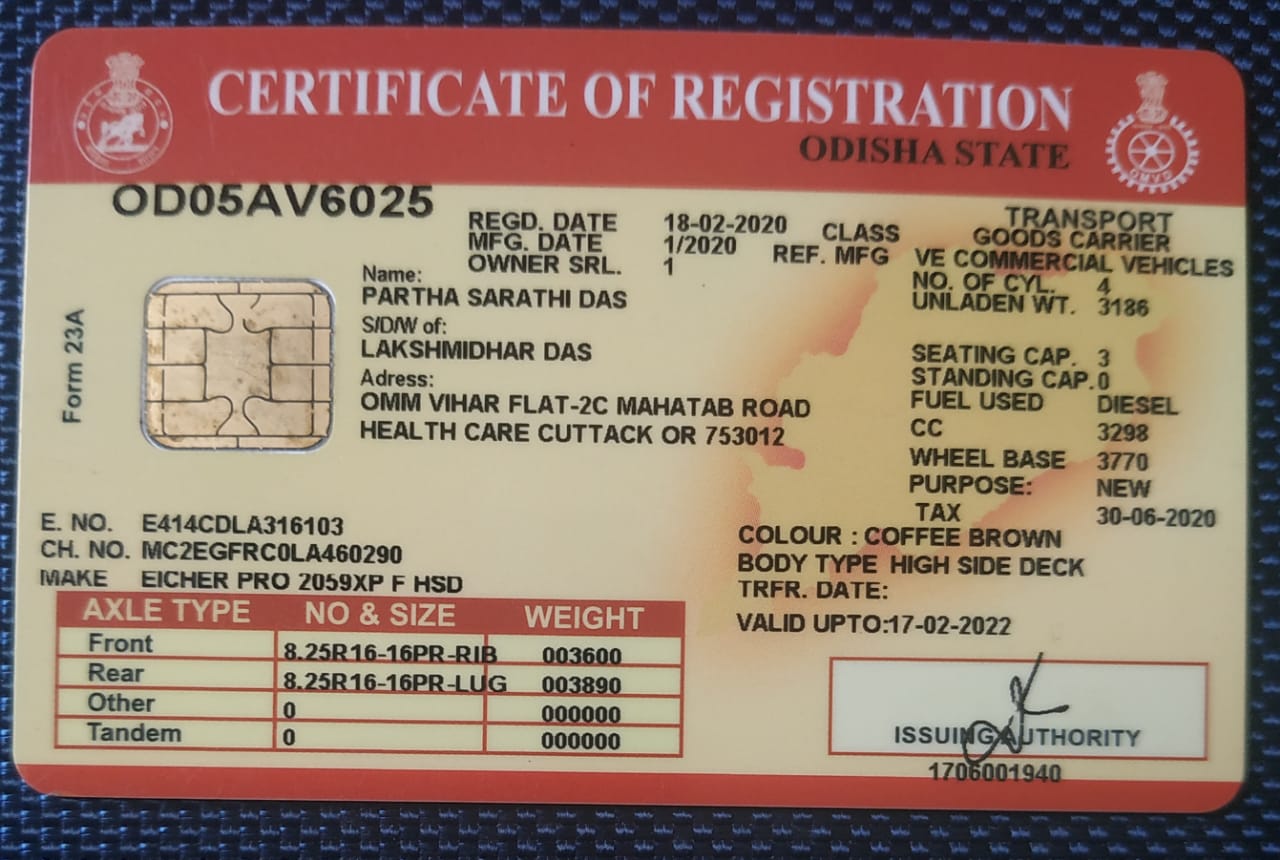 CERTIFICATE OF REGISTRATION
ODISHA STATE
OD05AV6025
REGD. DATE 18-02-2020
MFG. DATE 1/2020
OWNER SRL. 1
CLASS TRANSPORT
GOODS CARRIER
REF. MFG VE COMMERCIAL VEHICLES
NO. OF CYL. 4
UNLADEN WT. 3186
Form 23A
Name:
PARTHA SARATHI DAS
S/D/W of:
LAKSHMIDHAR DAS
Adress:
OMM VIHAR FLAT-2C MAHATAB ROAD
HEALTH CARE CUTTACK OR 753012
SEATING CAP. 3
STANDING CAP. 0
FUEL USED DIESEL
CC 3298
WHEEL BASE 3770
PURPOSE: NEW
TAX 30-06-2020
E. NO. E414CDLA316103
CH. NO. MC2EGFRC0LA460290
MAKE EICHER PRO 2059XP F HSD
COLOUR : COFFEE BROWN
BODY TYPE HIGH SIDE DECK
TRFR. DATE:
VALID UPTO:17-02-2022
AXLE TYPE NO & SIZE WEIGHT
Front 8.25R16-16PR-RIB 003600
Rear 8.25R16-16PR-LUG 003890
Other 0 000000
Tandem 0 000000
ISSUING AUTHORITY
1706001940
OMVD